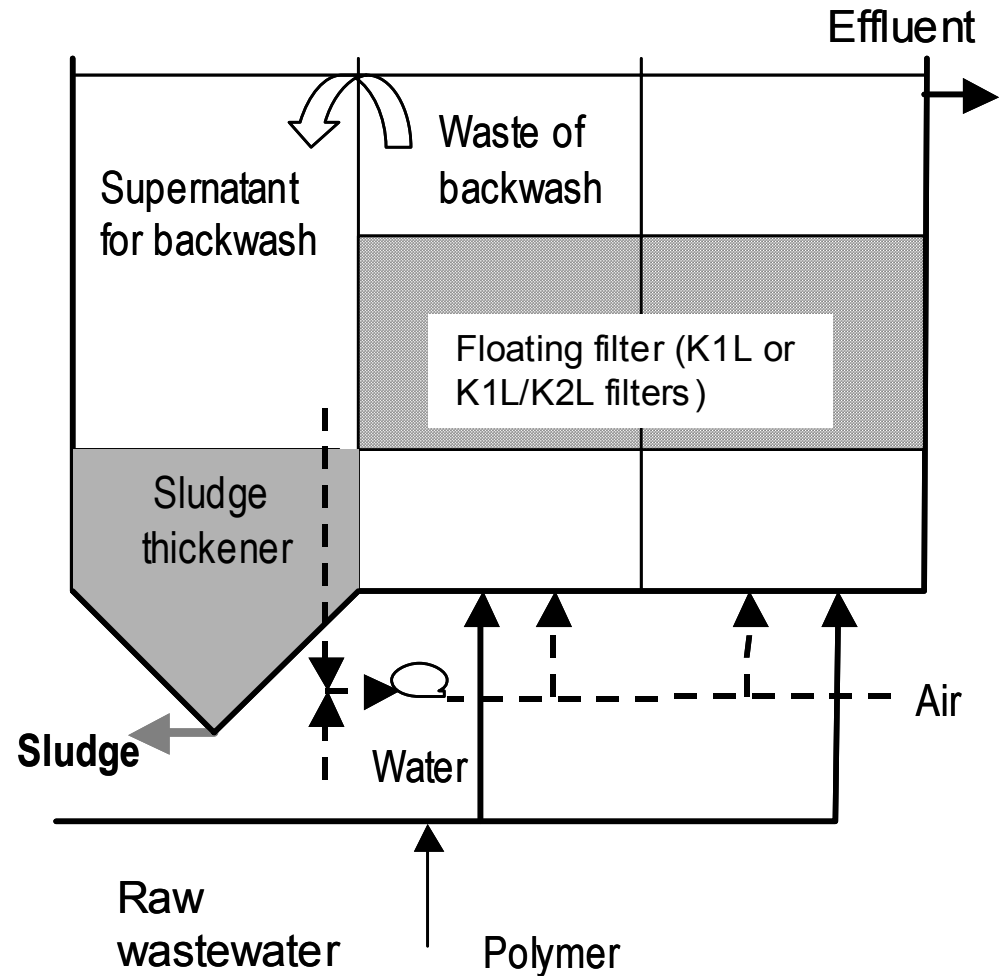 Effluent
Waste of
backwash
Supernatant
for backwash
Floating filter (K1L or
K1L/K2L filters)
Sludge
thickener
Air
Sludge
Water
Raw
wastewater
Polymer